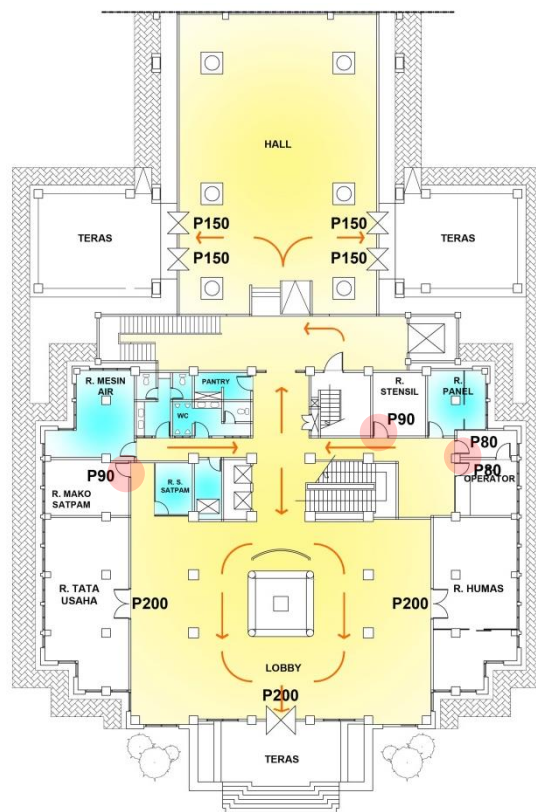 HALL
P150
P150
TERAS
TERAS
P150
P150
R. MESIN
AIR
PANTRY
R.
STENSIL
R.
PANEL
WC
P90
P80
P90
P80
R. S.
SATPAM
OPERATOR
R. MAKO
SATPAM
R. TATA
USAHA
P200
P200
R. HUMAS
LOBBY
P200
TERAS